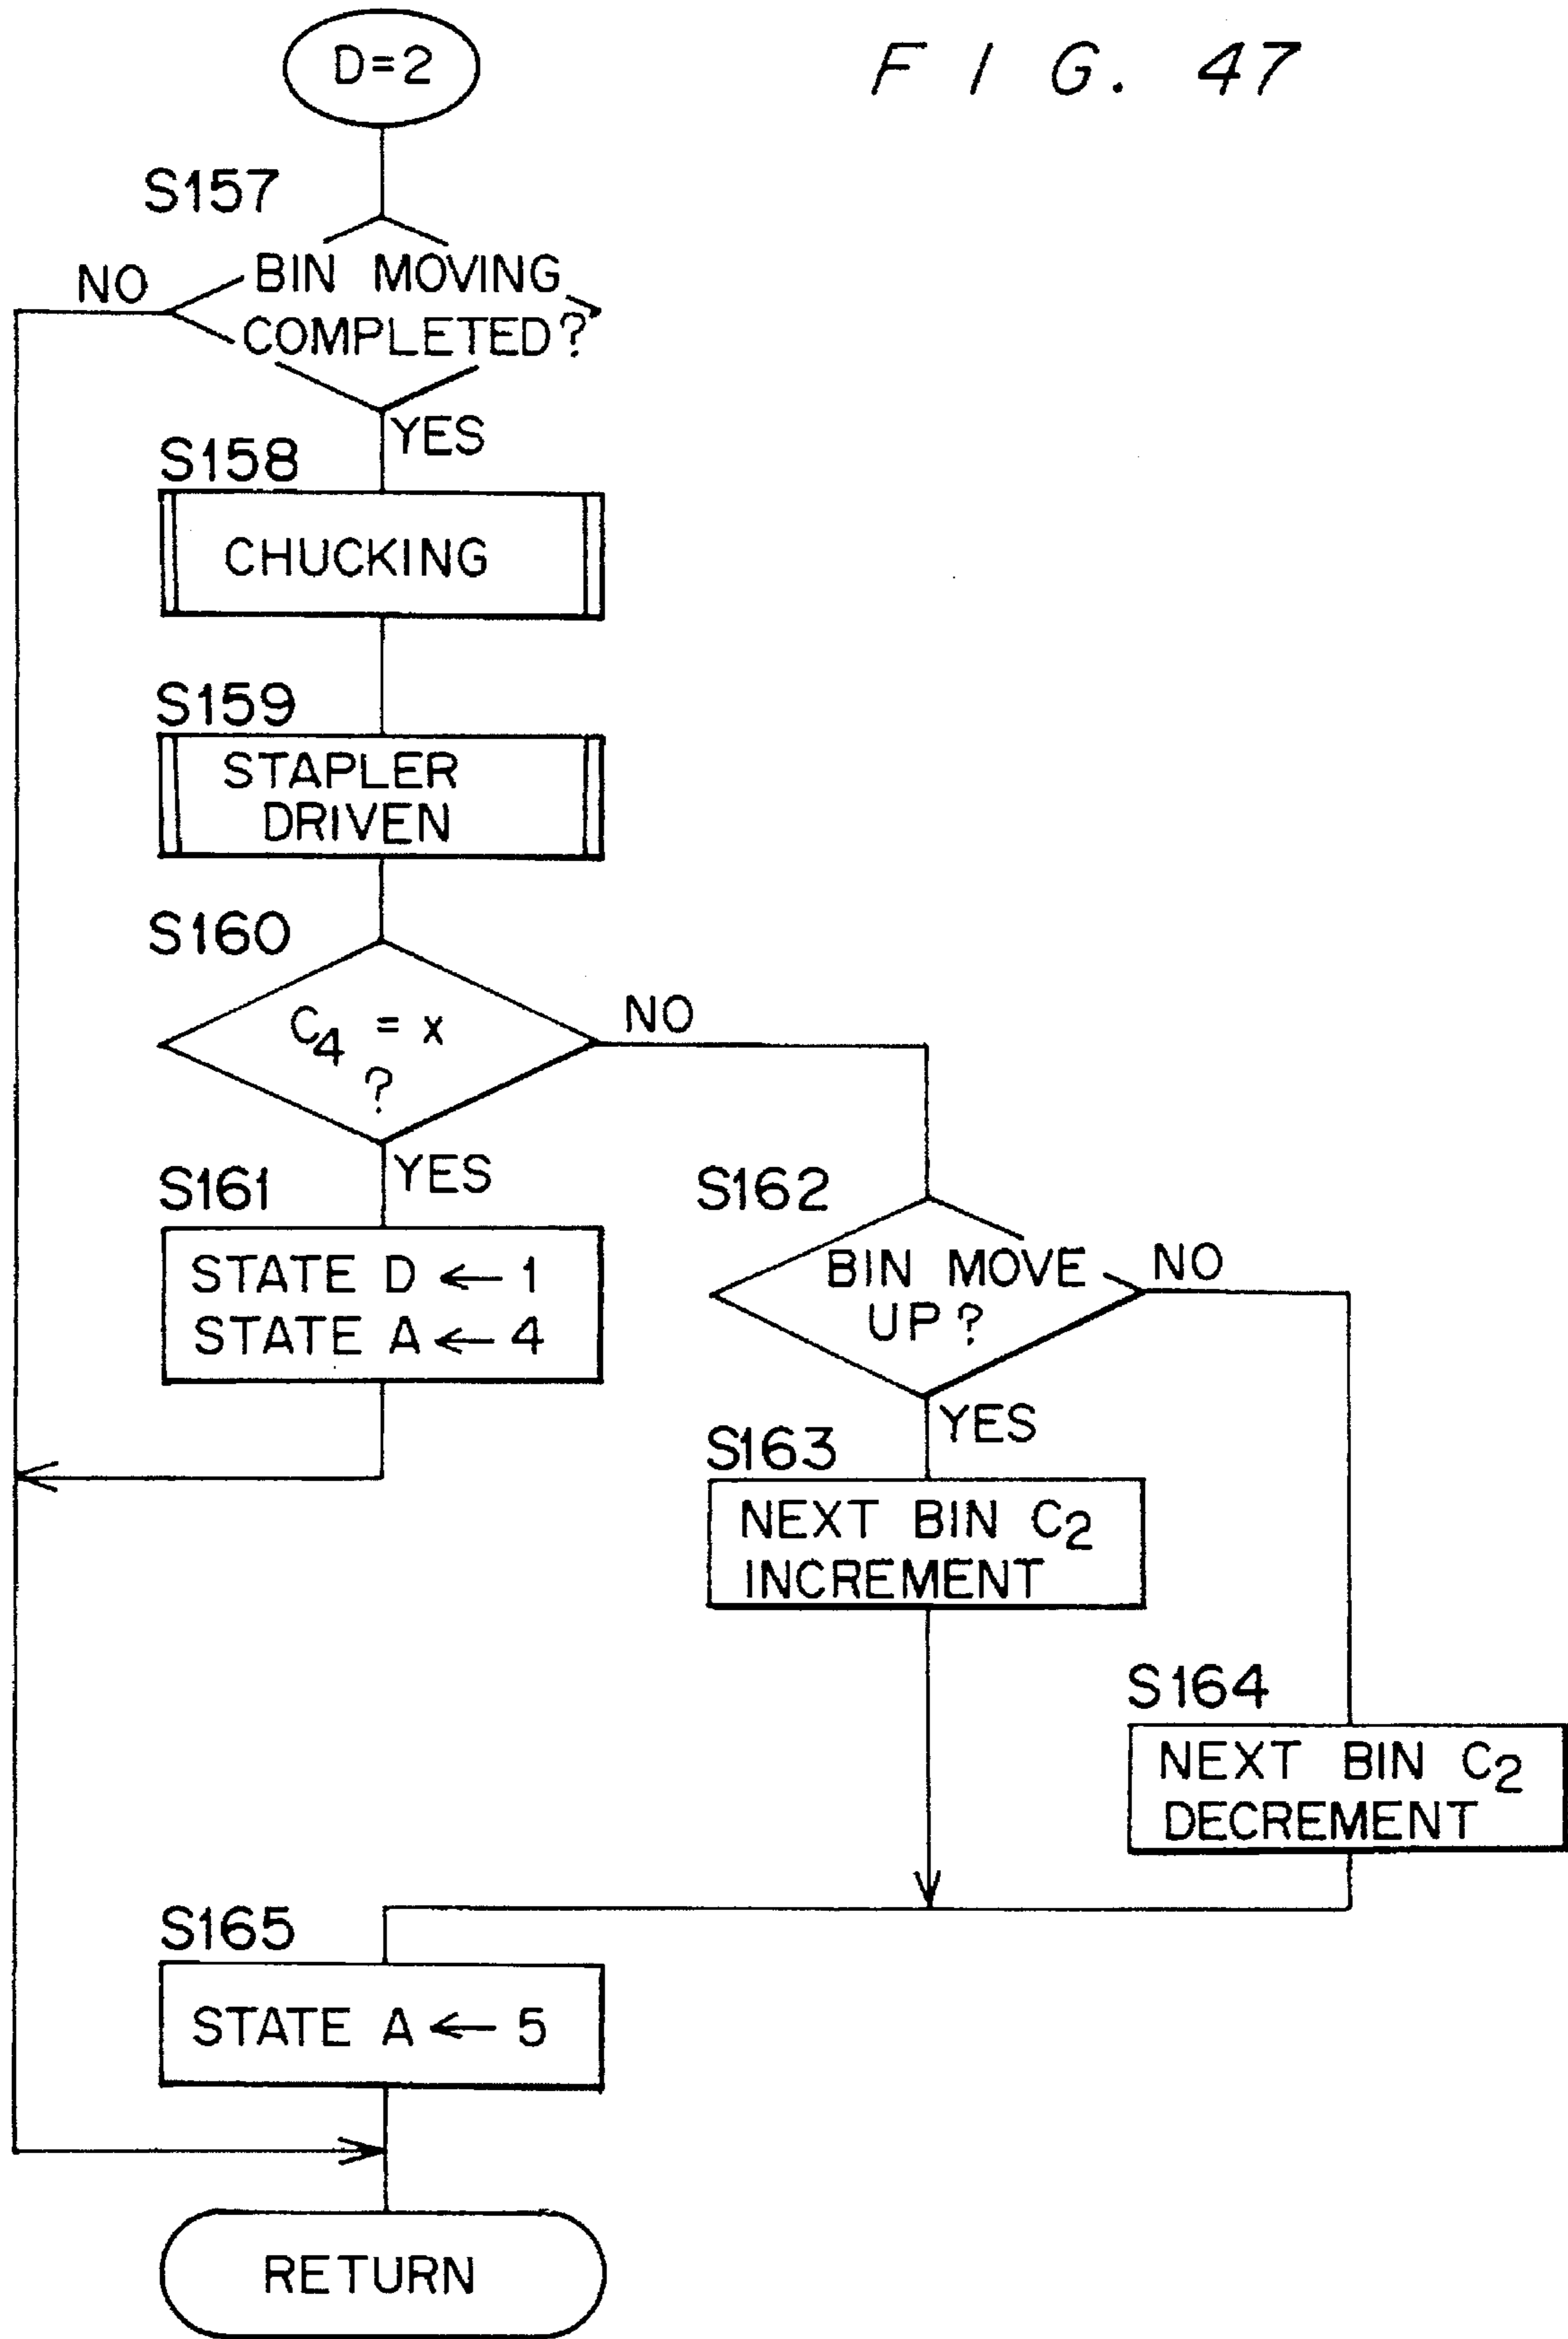 FIG. 47
D=2
S157
BIN MOVING
COMPLETED?
NO
YES
S158
CHUCKING
S159
STAPLER
DRIVEN
S160
C4 = x
?
NO
YES
S161
STATE D ← 1
STATE A ← 4
S162
BIN MOVE
UP?
NO
YES
S163
NEXT BIN C2
INCREMENT
S164
NEXT BIN C2
DECREMENT
S165
STATE A ← 5
RETURN